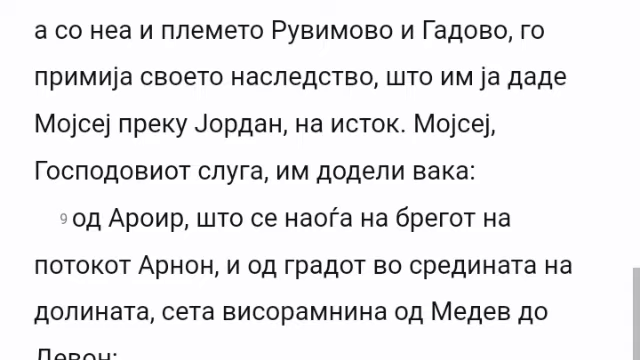 а со неа и племето Рувимово и Гадово, го
примија своето наследство, што им ја даде
Мојсеј преку Јордан, на исток. Мојсеј,
Господовиот слуга, им додели вака:
9 од Ароир, што се наоѓа на брегот на
потокот Арнон, и од градот во средината на
долината, сета висорамнина од Медев до
Девон;